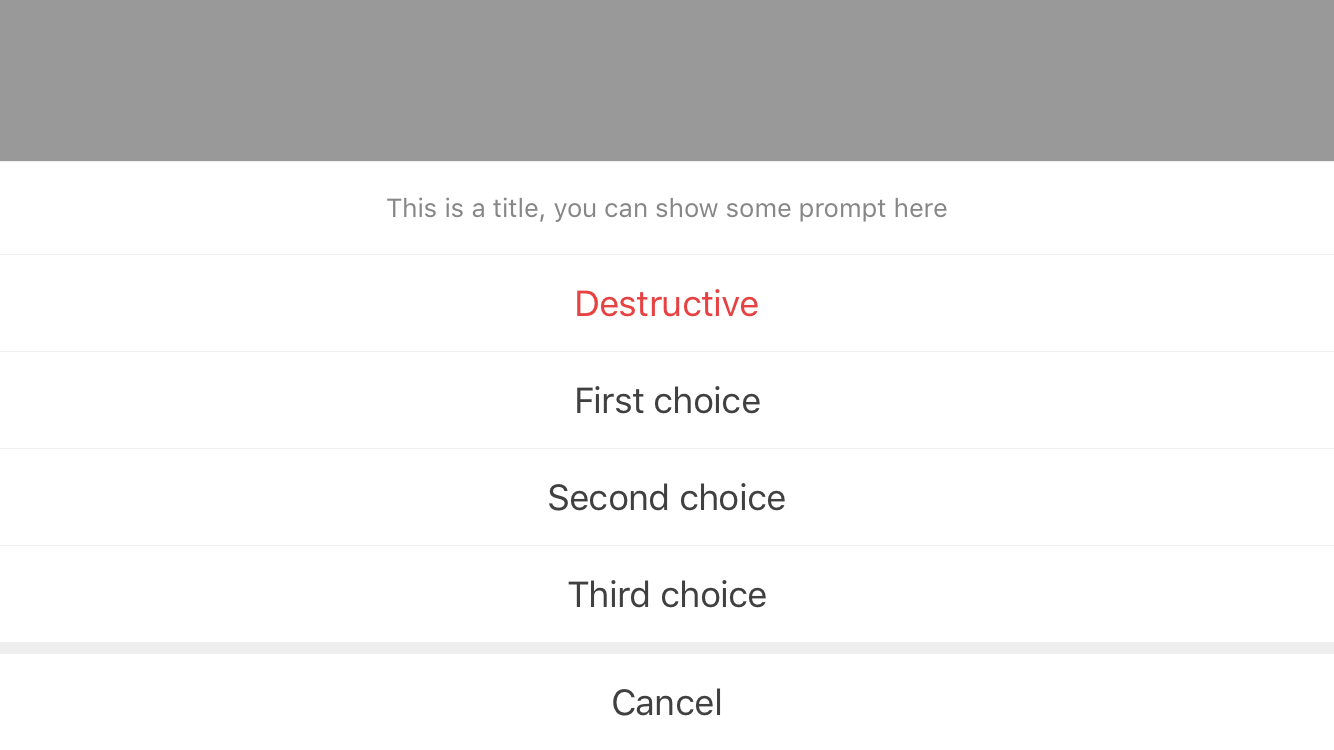 This is a title, you can show some prompt here
Destructive
First choice
Second choice
Third choice
Cancel